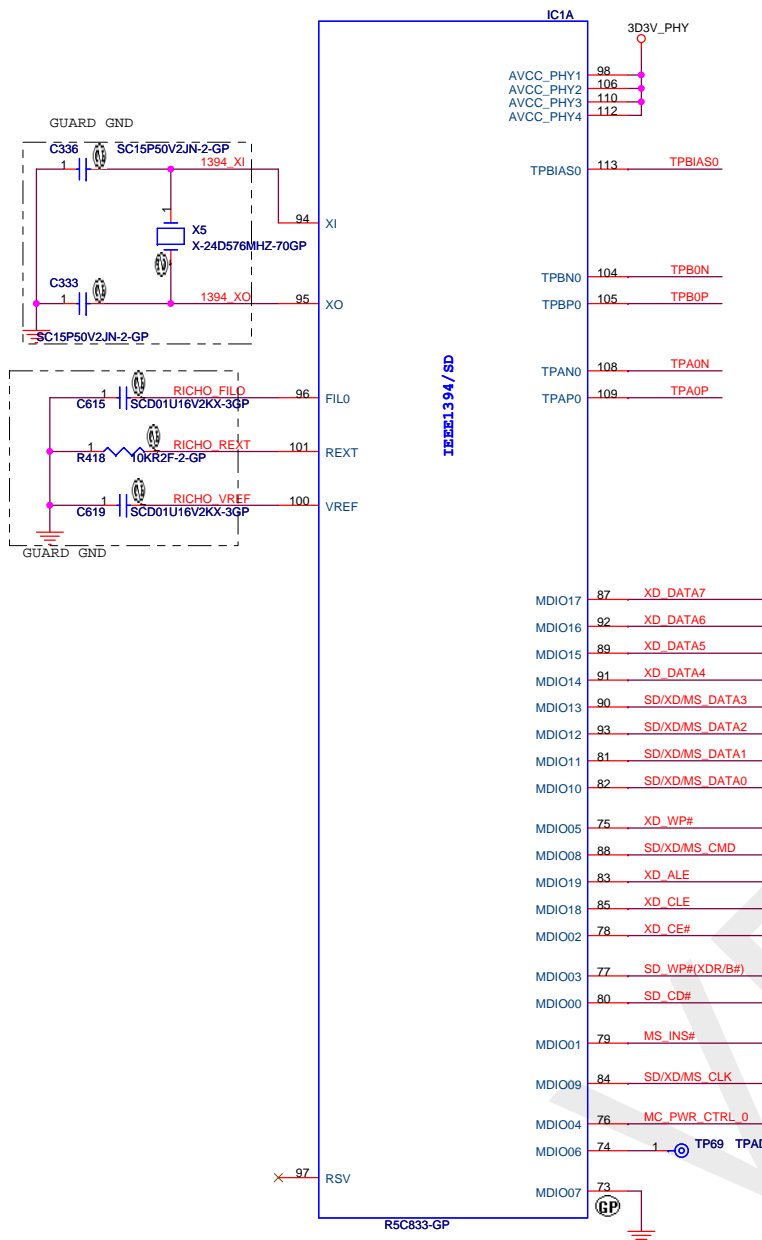 IC1A
3D3V_PHY
AVCC_PHY1 98
AVCC_PHY2 106
AVCC_PHY3 110
AVCC_PHY4 112
GUARD GND
C336 SC15P50V2JN-2-GP
1 1394_XI
TPBIAS0 113 TPBIAS0
1
94 XI
X5
X-24D576MHZ-70GP
C333
1 1394_XO 95 XO
SC15P50V2JN-2-GP
TPBN0 104 TPB0N
TPBP0 105 TPB0P
TPAN0 108 TPA0N
TPAP0 109 TPA0P
1 RICHO_FILO 96 FIL0
C615 SCD01U16V2KX-3GP
1 RICHO_REXT 101 REXT
R418 10KR2F-2-GP
1 RICHO_VREF 100 VREF
C619 SCD01U16V2KX-3GP
GUARD GND
IEEE1394/SD
MDIO17 87 XD_DATA7
MDIO16 92 XD_DATA6
MDIO15 89 XD_DATA5
MDIO14 91 XD_DATA4
MDIO13 90 SD/XD/MS_DATA3
MDIO12 93 SD/XD/MS_DATA2
MDIO11 81 SD/XD/MS_DATA1
MDIO10 82 SD/XD/MS_DATA0
MDIO05 75 XD_WP#
MDIO08 88 SD/XD/MS_CMD
MDIO19 83 XD_ALE
MDIO18 85 XD_CLE
MDIO02 78 XD_CE#
MDIO03 77 SD_WP#(XDR/B#)
MDIO00 80 SD_CD#
MDIO01 79 MS_INS#
MDIO09 84 SD/XD/MS_CLK
MDIO04 76 MC_PWR_CTRL_0
MDIO06 74 1 TP69
97 RSV
MDIO07 73
GP
R5C833-GP